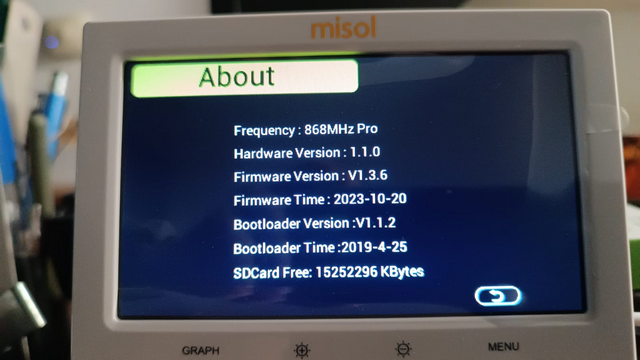 misol
About
Frequency : 868MHz Pro
Hardware Version : 1.1.0
Firmware Version : V1.3.6
Firmware Time : 2023-10-20
Bootloader Version :V1.1.2
Bootloader Time :2019-4-25
SDCard Free: 15252296 KBytes
GRAPH MENU